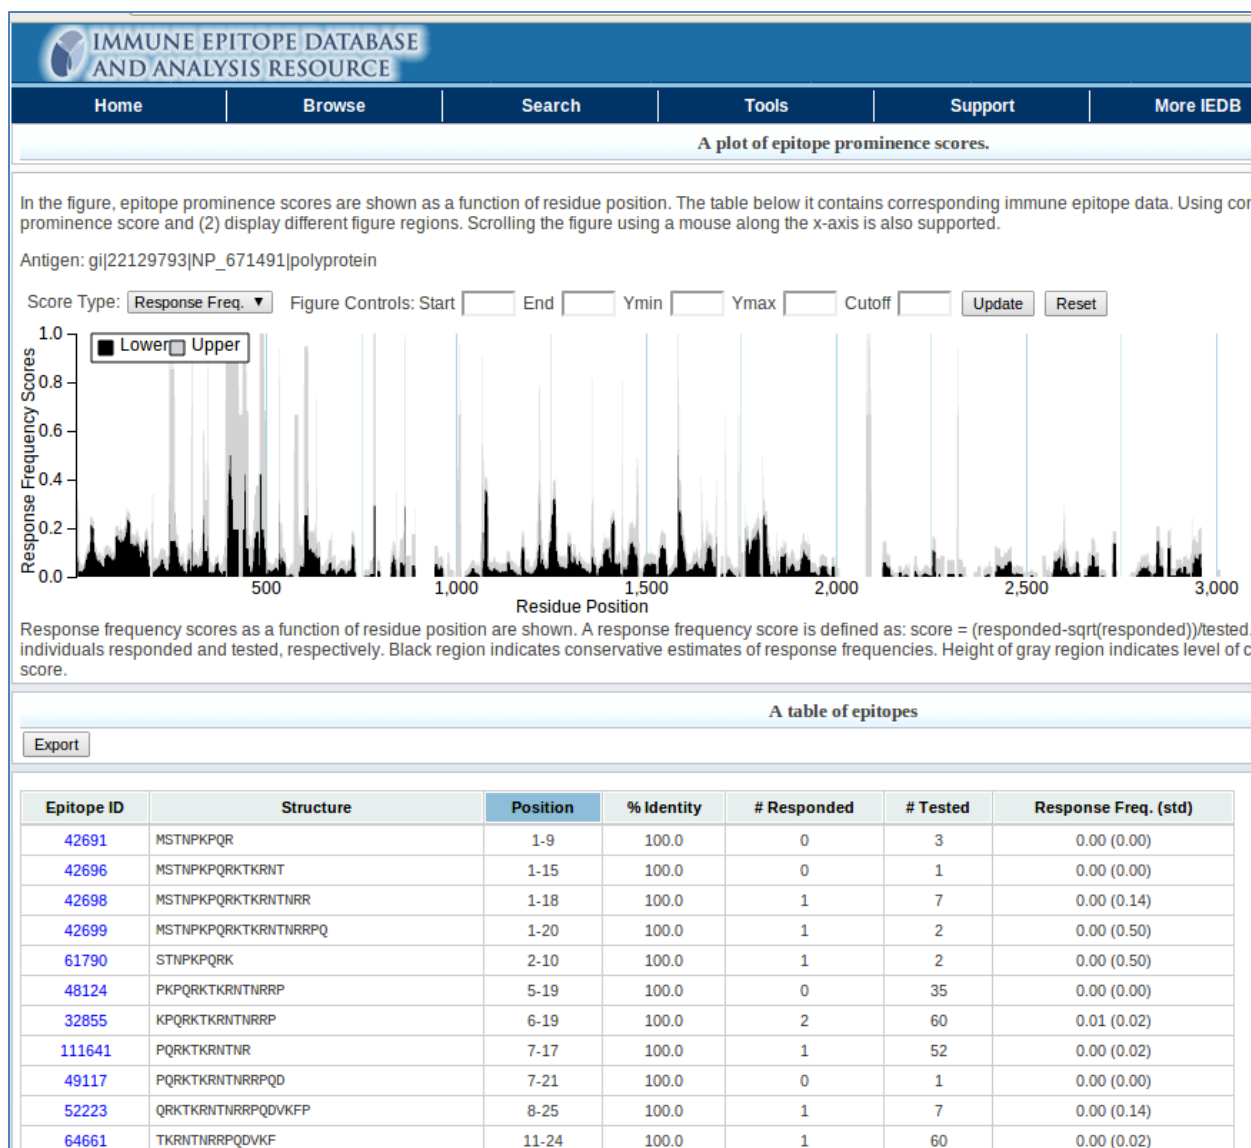 IMMUNE EPITOPE DATABASE
AND ANALYSIS RESOURCE
Home Browse Search Tools Support More IEDB
A plot of epitope prominence scores.
In the figure, epitope prominence scores are shown as a function of residue position. The table below it contains corresponding immune epitope data. Using
prominence score and (2) display different figure regions. Scrolling the figure using a mouse along the x-axis is also supported.
Antigen: gi|22129793|NP_671491|polyprotein
Score Type: Response Freq. ▼ Figure Controls: Start End Ymin Ymax Cutoff Update Reset
1.0
Lower Upper
0.8
0.6
0.4
0.2
0.0
Response Frequency Scores
500 1,000 1,500 2,000 2,500 3,000
Residue Position
Response frequency scores as a function of residue position are shown. A response frequency score is defined as: score = (responded-sqrt(responded))/tested.
individuals responded and tested, respectively. Black region indicates conservative estimates of response frequencies. Height of gray region indicates level of
score.
A table of epitopes
Export
Epitope ID Structure Position % Identity # Responded # Tested Response Freq. (std)
42691 MSTNPKPQR 1-9 100.0 0 3 0.00 (0.00)
42696 MSTNPKPQRKTKRNT 1-15 100.0 0 1 0.00 (0.00)
42698 MSTNPKPQRKTKRNTNRR 1-18 100.0 1 7 0.00 (0.14)
42699 MSTNPKPQRKTKRNTNRRPQ 1-20 100.0 1 2 0.00 (0.50)
61790 STNPKPQRK 2-10 100.0 1 2 0.00 (0.50)
48124 PKPQRKTKRNTNRRP 5-19 100.0 0 35 0.00 (0.00)
32855 KPQRKTKRNTNRRP 6-19 100.0 2 60 0.01 (0.02)
111641 PQRKTKRNTNR 7-17 100.0 1 52 0.00 (0.02)
49117 PQRKTKRNTNRRPQD 7-21 100.0 0 1 0.00 (0.00)
52223 QRKTKRNTNRRPQDVKFP 8-25 100.0 1 7 0.00 (0.14)
64661 TKRNTNRRPQDVKF 11-24 100.0 1 60 0.00 (0.02)